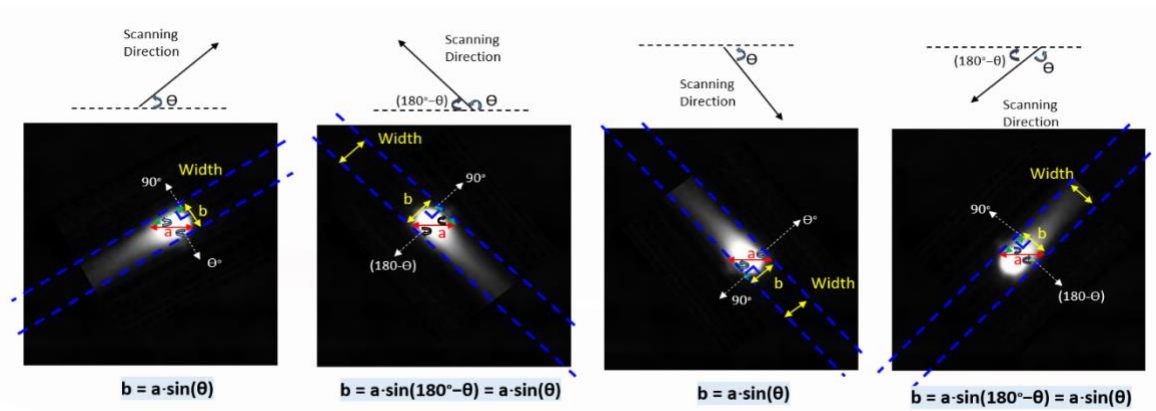 Scanning
Direction
Ɵ
Width
90°
b
a
Ɵ°
b = a·sin(θ)
Scanning
Direction
(180°–θ)
Ɵ
Width
90°
b
a
(180-Ɵ)
b = a·sin(180°–θ) = a·sin(θ)
Ɵ
Scanning
Direction
Ɵ°
a
b
90°
Width
b = a·sin(θ)
(180°–θ)
Ɵ
Scanning
Direction
Width
90°
b
a
(180-Ɵ)
b = a·sin(180°–θ) = a·sin(θ)